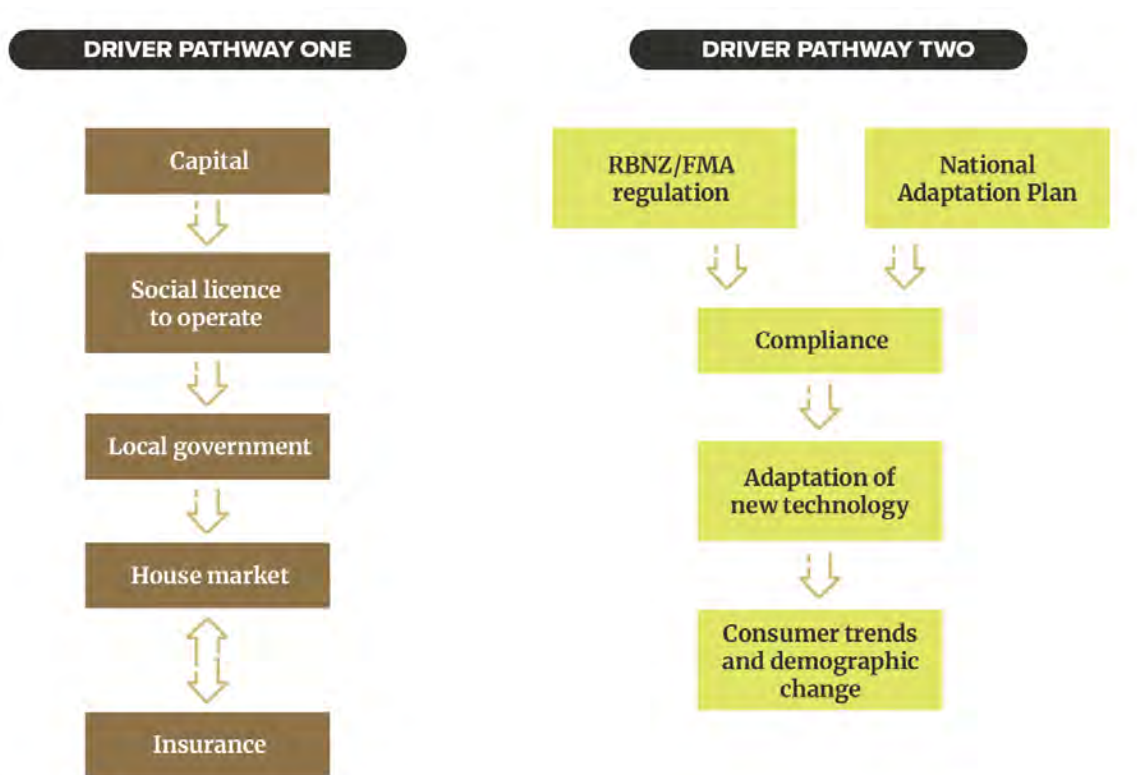 DRIVER PATHWAY ONE
Capital
Social licence
to operate
Local government
House market
Insurance
DRIVER PATHWAY TWO
RBNZ/FMA
regulation
National
Adaptation Plan
Compliance
Adaptation of
new technology
Consumer trends
and demographic
change